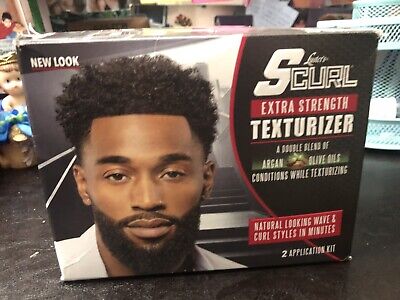 NEW LOOK
Luster's
SCURL
EXTRA STRENGTH
TEXTURIZER
A DOUBLE BLEND OF
ARGAN OLIVE OILS
CONDITIONS WHILE TEXTURIZING
NATURAL LOOKING WAVE &
CURL STYLES IN MINUTES
2 APPLICATION KIT